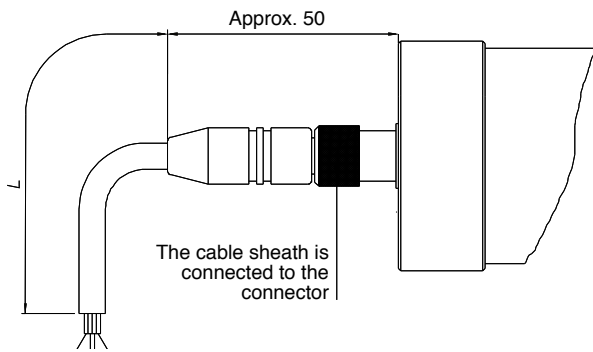 Approx. 50
L
The cable sheath is
connected to the
connector